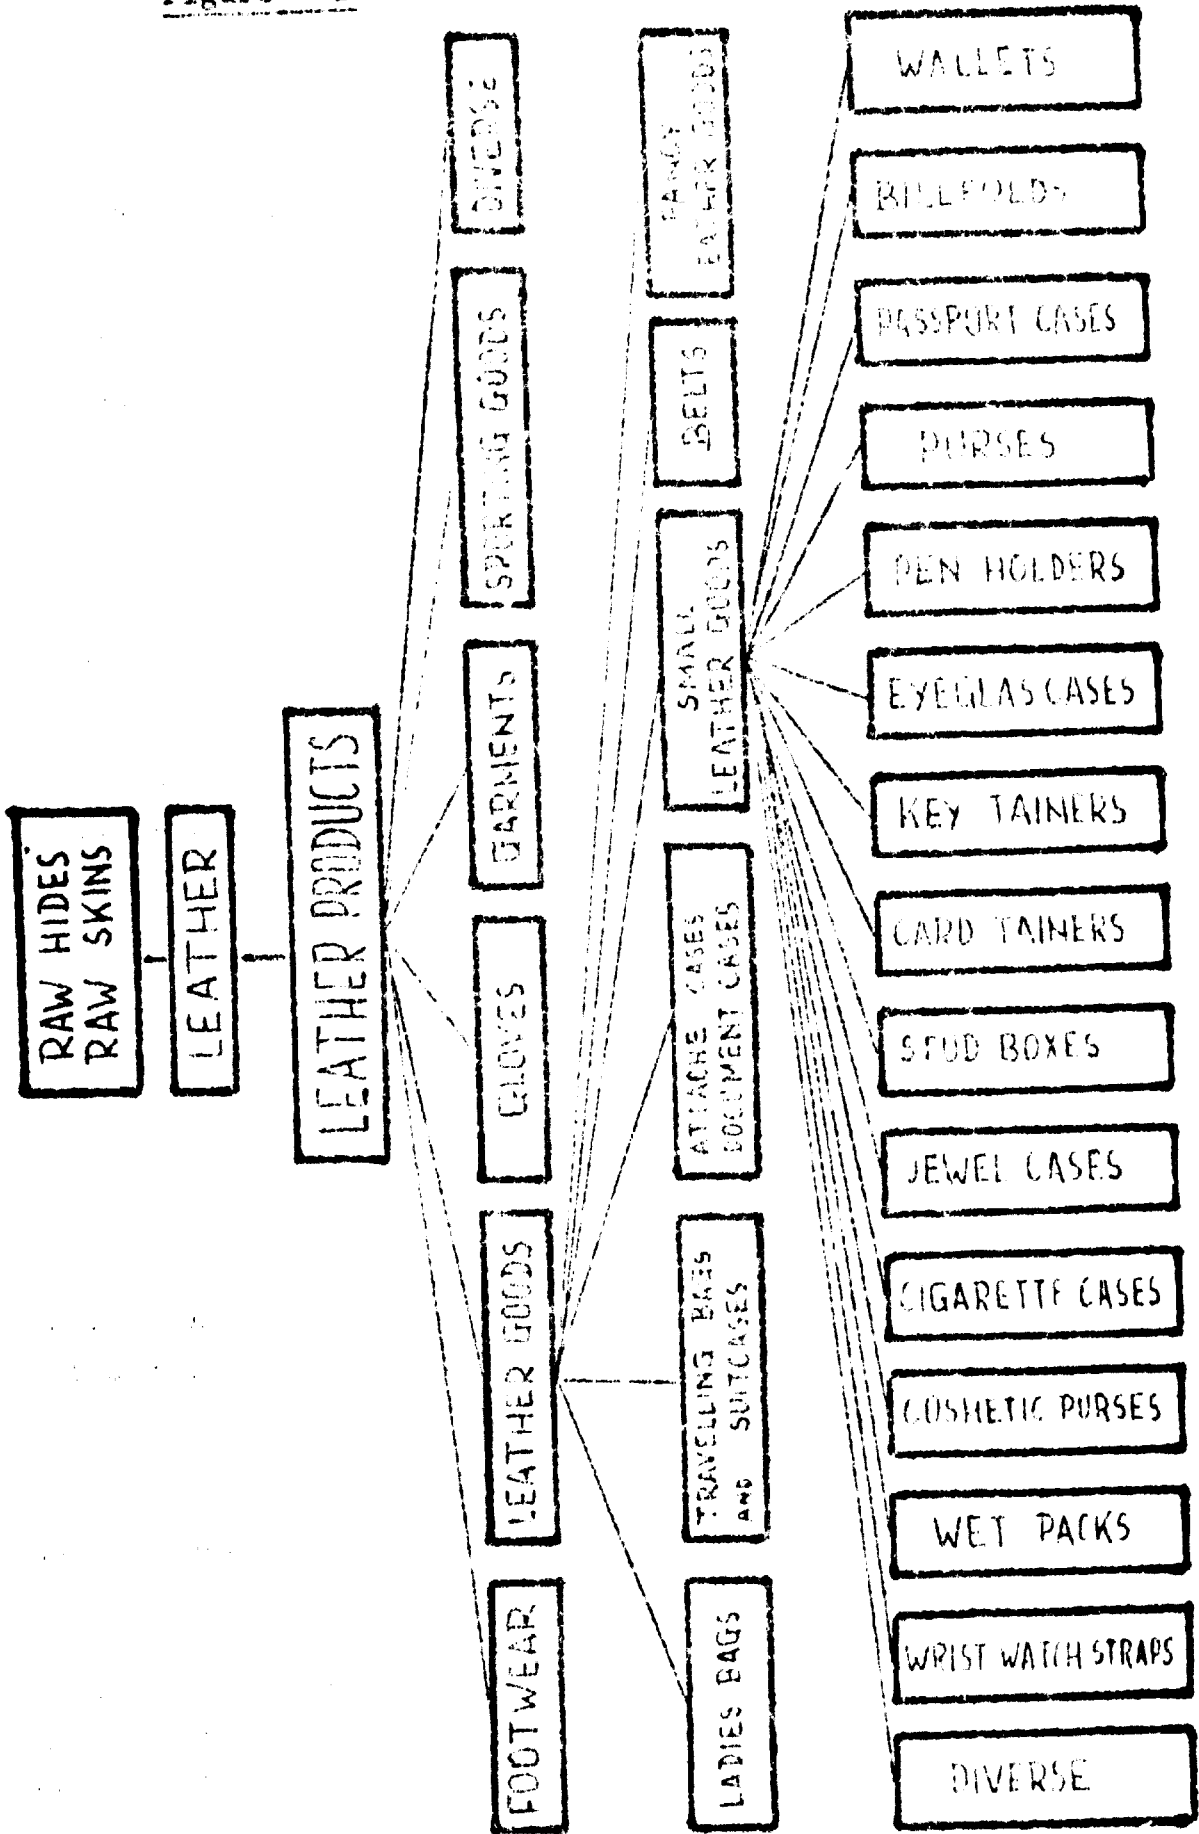 Figure
RAW HIDES
RAW SKINS
LEATHER
LEATHER PRODUCTS
FOOTWEAR
LEATHER GOODS
GLOVES
GARMENTS
SPORTING GOODS
DIVERSE
LADIES BAGS
TRAVELLING BAGS
AND SUITCASES
ATTACHE CASES
DOCUMENT CASES
SMALL
LEATHER GOODS
BELTS
FANCY
EATHER GOODS
WALLETS
BILLFOLDS
PASSPORT CASES
PURSES
PEN HOLDERS
EYEGLAS CASES
KEY TAINERS
CARD TAINERS
STUD BOXES
JEWEL CASES
CIGARETTE CASES
COSMETIC PURSES
WET PACKS
WRIST WATCH STRAPS
DIVERSE